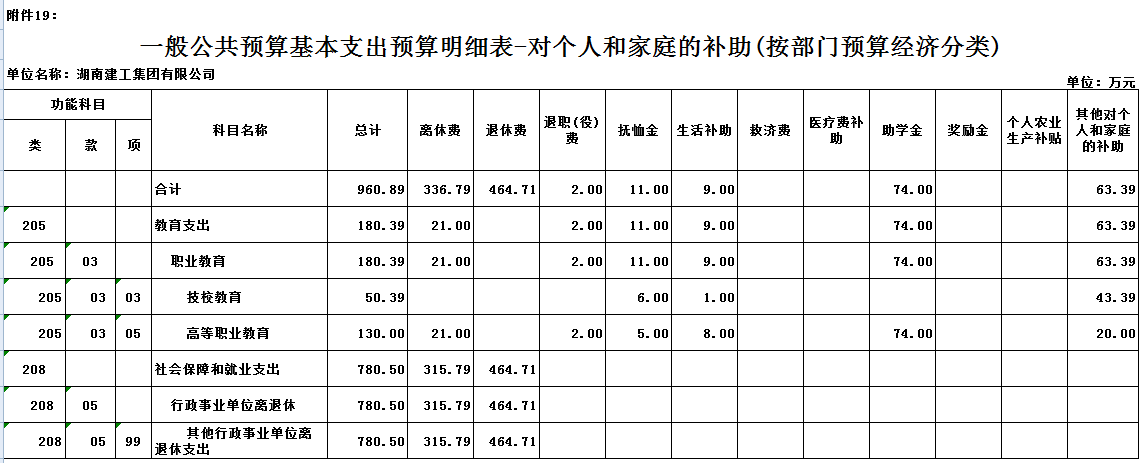 附件19：
一般公共预算基本支出预算明细表-对个人和家庭的补助(按部门预算经济分类)
单位名称：湖南建工集团有限公司
单位：万元
功能科目 科目名称 总计 离休费 退休费 退职(役)费 抚恤金 生活补助 救济费 医疗费补助 助学金 奖励金 个人农业生产补贴 其他对个人和家庭的补助
类 款 项
合计 960.89 336.79 464.71 2.00 11.00 9.00 74.00 63.39
205 教育支出 180.39 21.00 2.00 11.00 9.00 74.00 63.39
205 03 职业教育 180.39 21.00 2.00 11.00 9.00 74.00 63.39
205 03 03 技校教育 50.39 6.00 1.00 43.39
205 03 05 高等职业教育 130.00 21.00 2.00 5.00 8.00 74.00 20.00
208 社会保障和就业支出 780.50 315.79 464.71
208 05 行政事业单位离退休 780.50 315.79 464.71
208 05 99 其他行政事业单位离退休支出 780.50 315.79 464.71